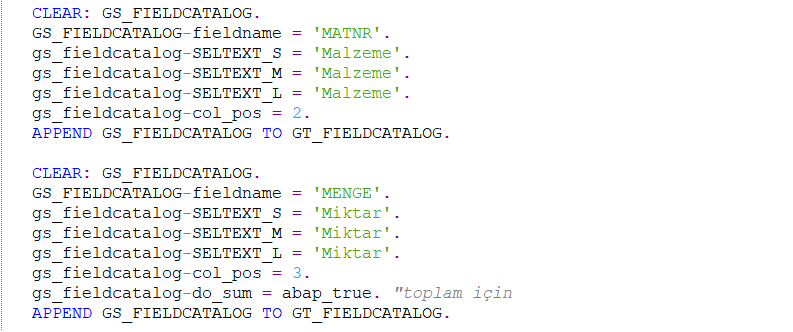 CLEAR: GS_FIELDCATALOG.
GS_FIELDCATALOG-fieldname = 'MATNR'.
gs_fieldcatalog-SELTEXT_S = 'Malzeme'.
gs_fieldcatalog-SELTEXT_M = 'Malzeme'.
gs_fieldcatalog-SELTEXT_L = 'Malzeme'.
gs_fieldcatalog-col_pos = 2.
APPEND GS_FIELDCATALOG TO GT_FIELDCATALOG.
CLEAR: GS_FIELDCATALOG.
GS_FIELDCATALOG-fieldname = 'MENGE'.
gs_fieldcatalog-SELTEXT_S = 'Miktar'.
gs_fieldcatalog-SELTEXT_M = 'Miktar'.
gs_fieldcatalog-SELTEXT_L = 'Miktar'.
gs_fieldcatalog-col_pos = 3.
gs_fieldcatalog-do_sum = abap_true. "toplam için
APPEND GS_FIELDCATALOG TO GT_FIELDCATALOG.